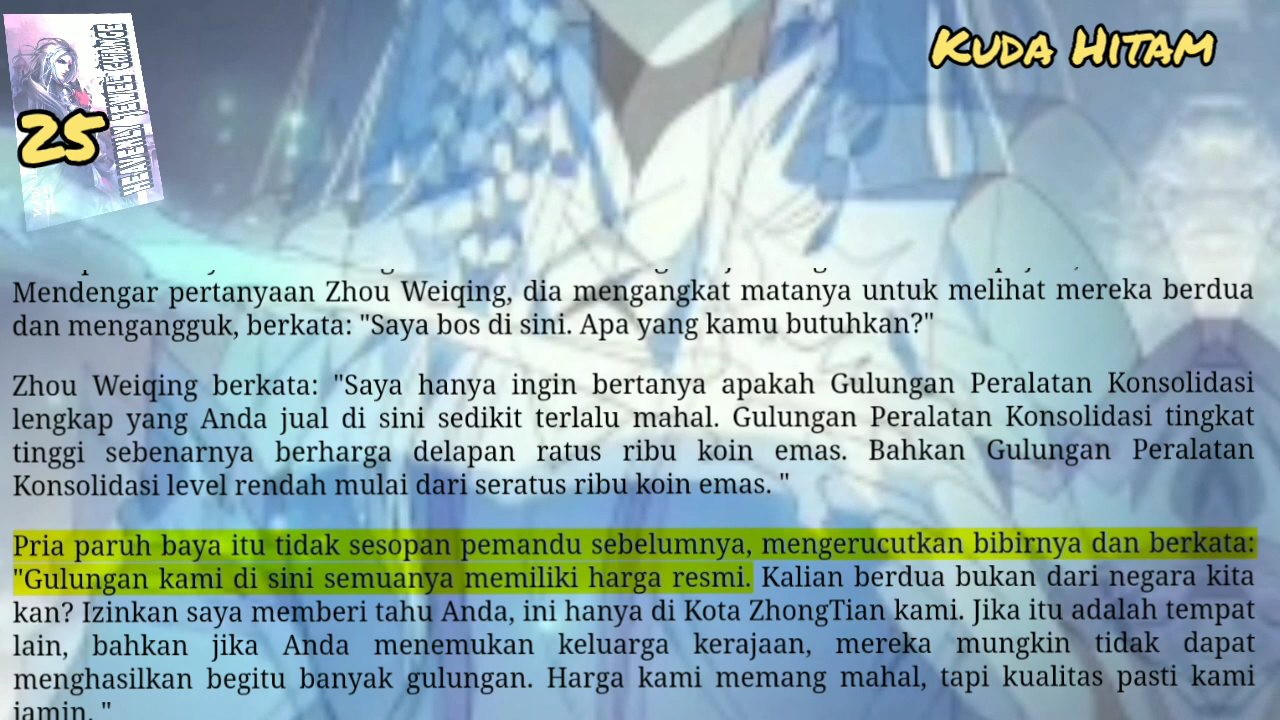 Kuda Hitam
25
HEAVENLY JEWEL CHANGE
Mendengar pertanyaan Zhou Weiqing, dia mengangkat matanya untuk melihat mereka berdua
dan mengangguk, berkata: "Saya bos di sini. Apa yang kamu butuhkan?"
Zhou Weiqing berkata: "Saya hanya ingin bertanya apakah Gulungan Peralatan Konsolidasi
lengkap yang Anda jual di sini sedikit terlalu mahal. Gulungan Peralatan Konsolidasi tingkat
tinggi sebenarnya berharga delapan ratus ribu koin emas. Bahkan Gulungan Peralatan
Konsolidasi level rendah mulai dari seratus ribu koin emas. "
Pria paruh baya itu tidak sesopan pemandu sebelumnya, mengerucutkan bibirnya dan berkata:
"Gulungan kami di sini semuanya memiliki harga resmi. Kalian berdua bukan dari negara kita
kan? Izinkan saya memberi tahu Anda, ini hanya di Kota ZhongTian kami. Jika itu adalah tempat
lain, bahkan jika Anda menemukan keluarga kerajaan, mereka mungkin tidak dapat
menghasilkan begitu banyak gulungan. Harga kami memang mahal, tapi kualitas pasti kami
jamin. "